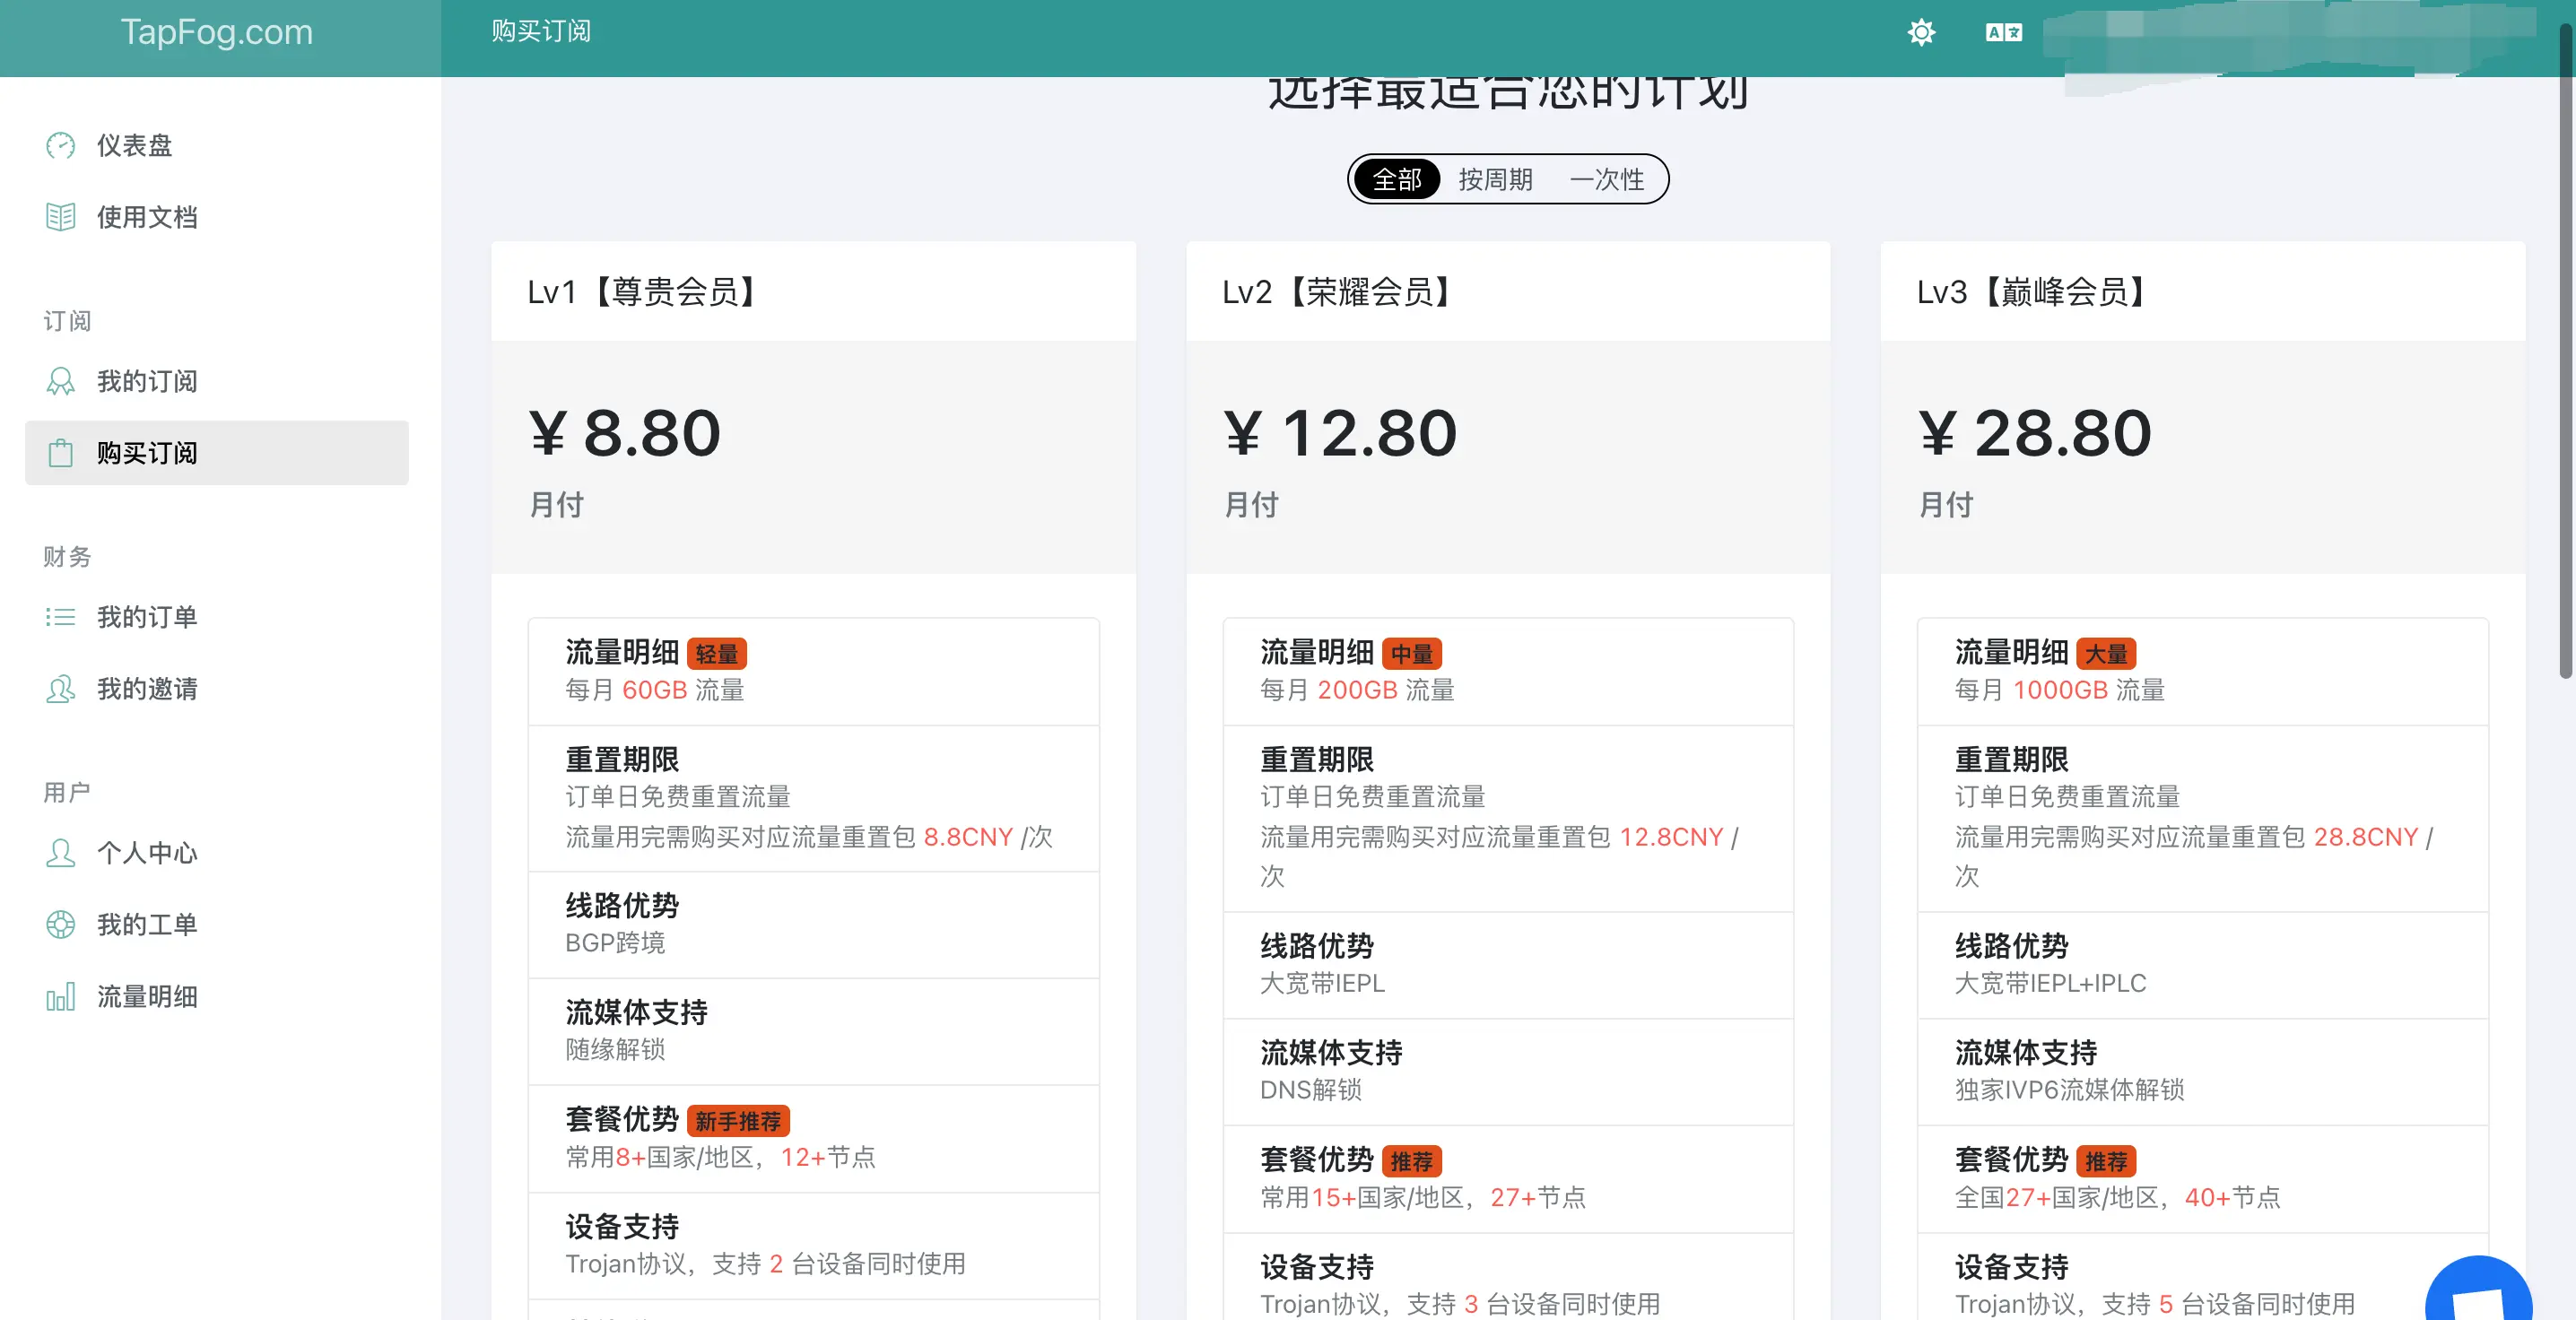 TapFog.com
购买订阅
仪表盘
使用文档
订阅
我的订阅
购买订阅
财务
我的订单
我的邀请
用户
个人中心
我的工单
流量明细
选择最适合您的计划
全部 按周期 一次性
Lv1【尊贵会员】
¥ 8.80
月付
流量明细 轻量
每月 60GB 流量
重置期限
订单日免费重置流量
流量用完需购买对应流量重置包 8.8CNY /次
线路优势
BGP跨境
流媒体支持
随缘解锁
套餐优势 新手推荐
常用8+国家/地区，12+节点
设备支持
Trojan协议，支持 2 台设备同时使用
Lv2【荣耀会员】
¥ 12.80
月付
流量明细 中量
每月 200GB 流量
重置期限
订单日免费重置流量
流量用完需购买对应流量重置包 12.8CNY /
次
线路优势
大宽带IEPL
流媒体支持
DNS解锁
套餐优势 推荐
常用15+国家/地区，27+节点
设备支持
Trojan协议，支持 3 台设备同时使用
Lv3【巅峰会员】
¥ 28.80
月付
流量明细 大量
每月 1000GB 流量
重置期限
订单日免费重置流量
流量用完需购买对应流量重置包 28.8CNY /
次
线路优势
大宽带IEPL+IPLC
流媒体支持
独家IVP6流媒体解锁
套餐优势 推荐
全国27+国家/地区，40+节点
设备支持
Trojan协议，支持 5 台设备同时使用